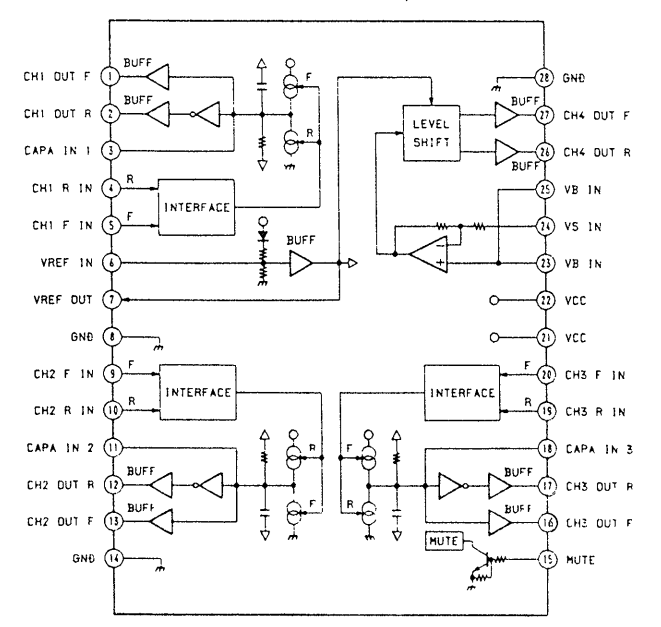 CH1 OUT F 1 BUFF
CH1 OUT R 2 BUFF
CAPA IN 1 3
CH1 R IN 4 R
CH1 F IN 5 F
INTERFACE
F
R
VREF IN 6
BUFF
VREF OUT 7
GND 8
CH2 F IN 9 F
CH2 R IN 10 R
INTERFACE
CAPA IN 2 11
CH2 OUT R 12 BUFF
CH2 OUT F 13 BUFF
R
F
GND 14
28 GND
BUFF 27 CH4 OUT F
LEVEL
SHIFT
26 CH4 OUT R
BUFF
25 VB IN
24 VS IN
-
+
23 VB IN
22 VCC
21 VCC
F 20 CH3 F IN
INTERFACE
R 19 CH3 R IN
18 CAPA IN 3
F
R
BUFF 17 CH3 OUT R
BUFF 16 CH3 OUT F
MUTE
15 MUTE